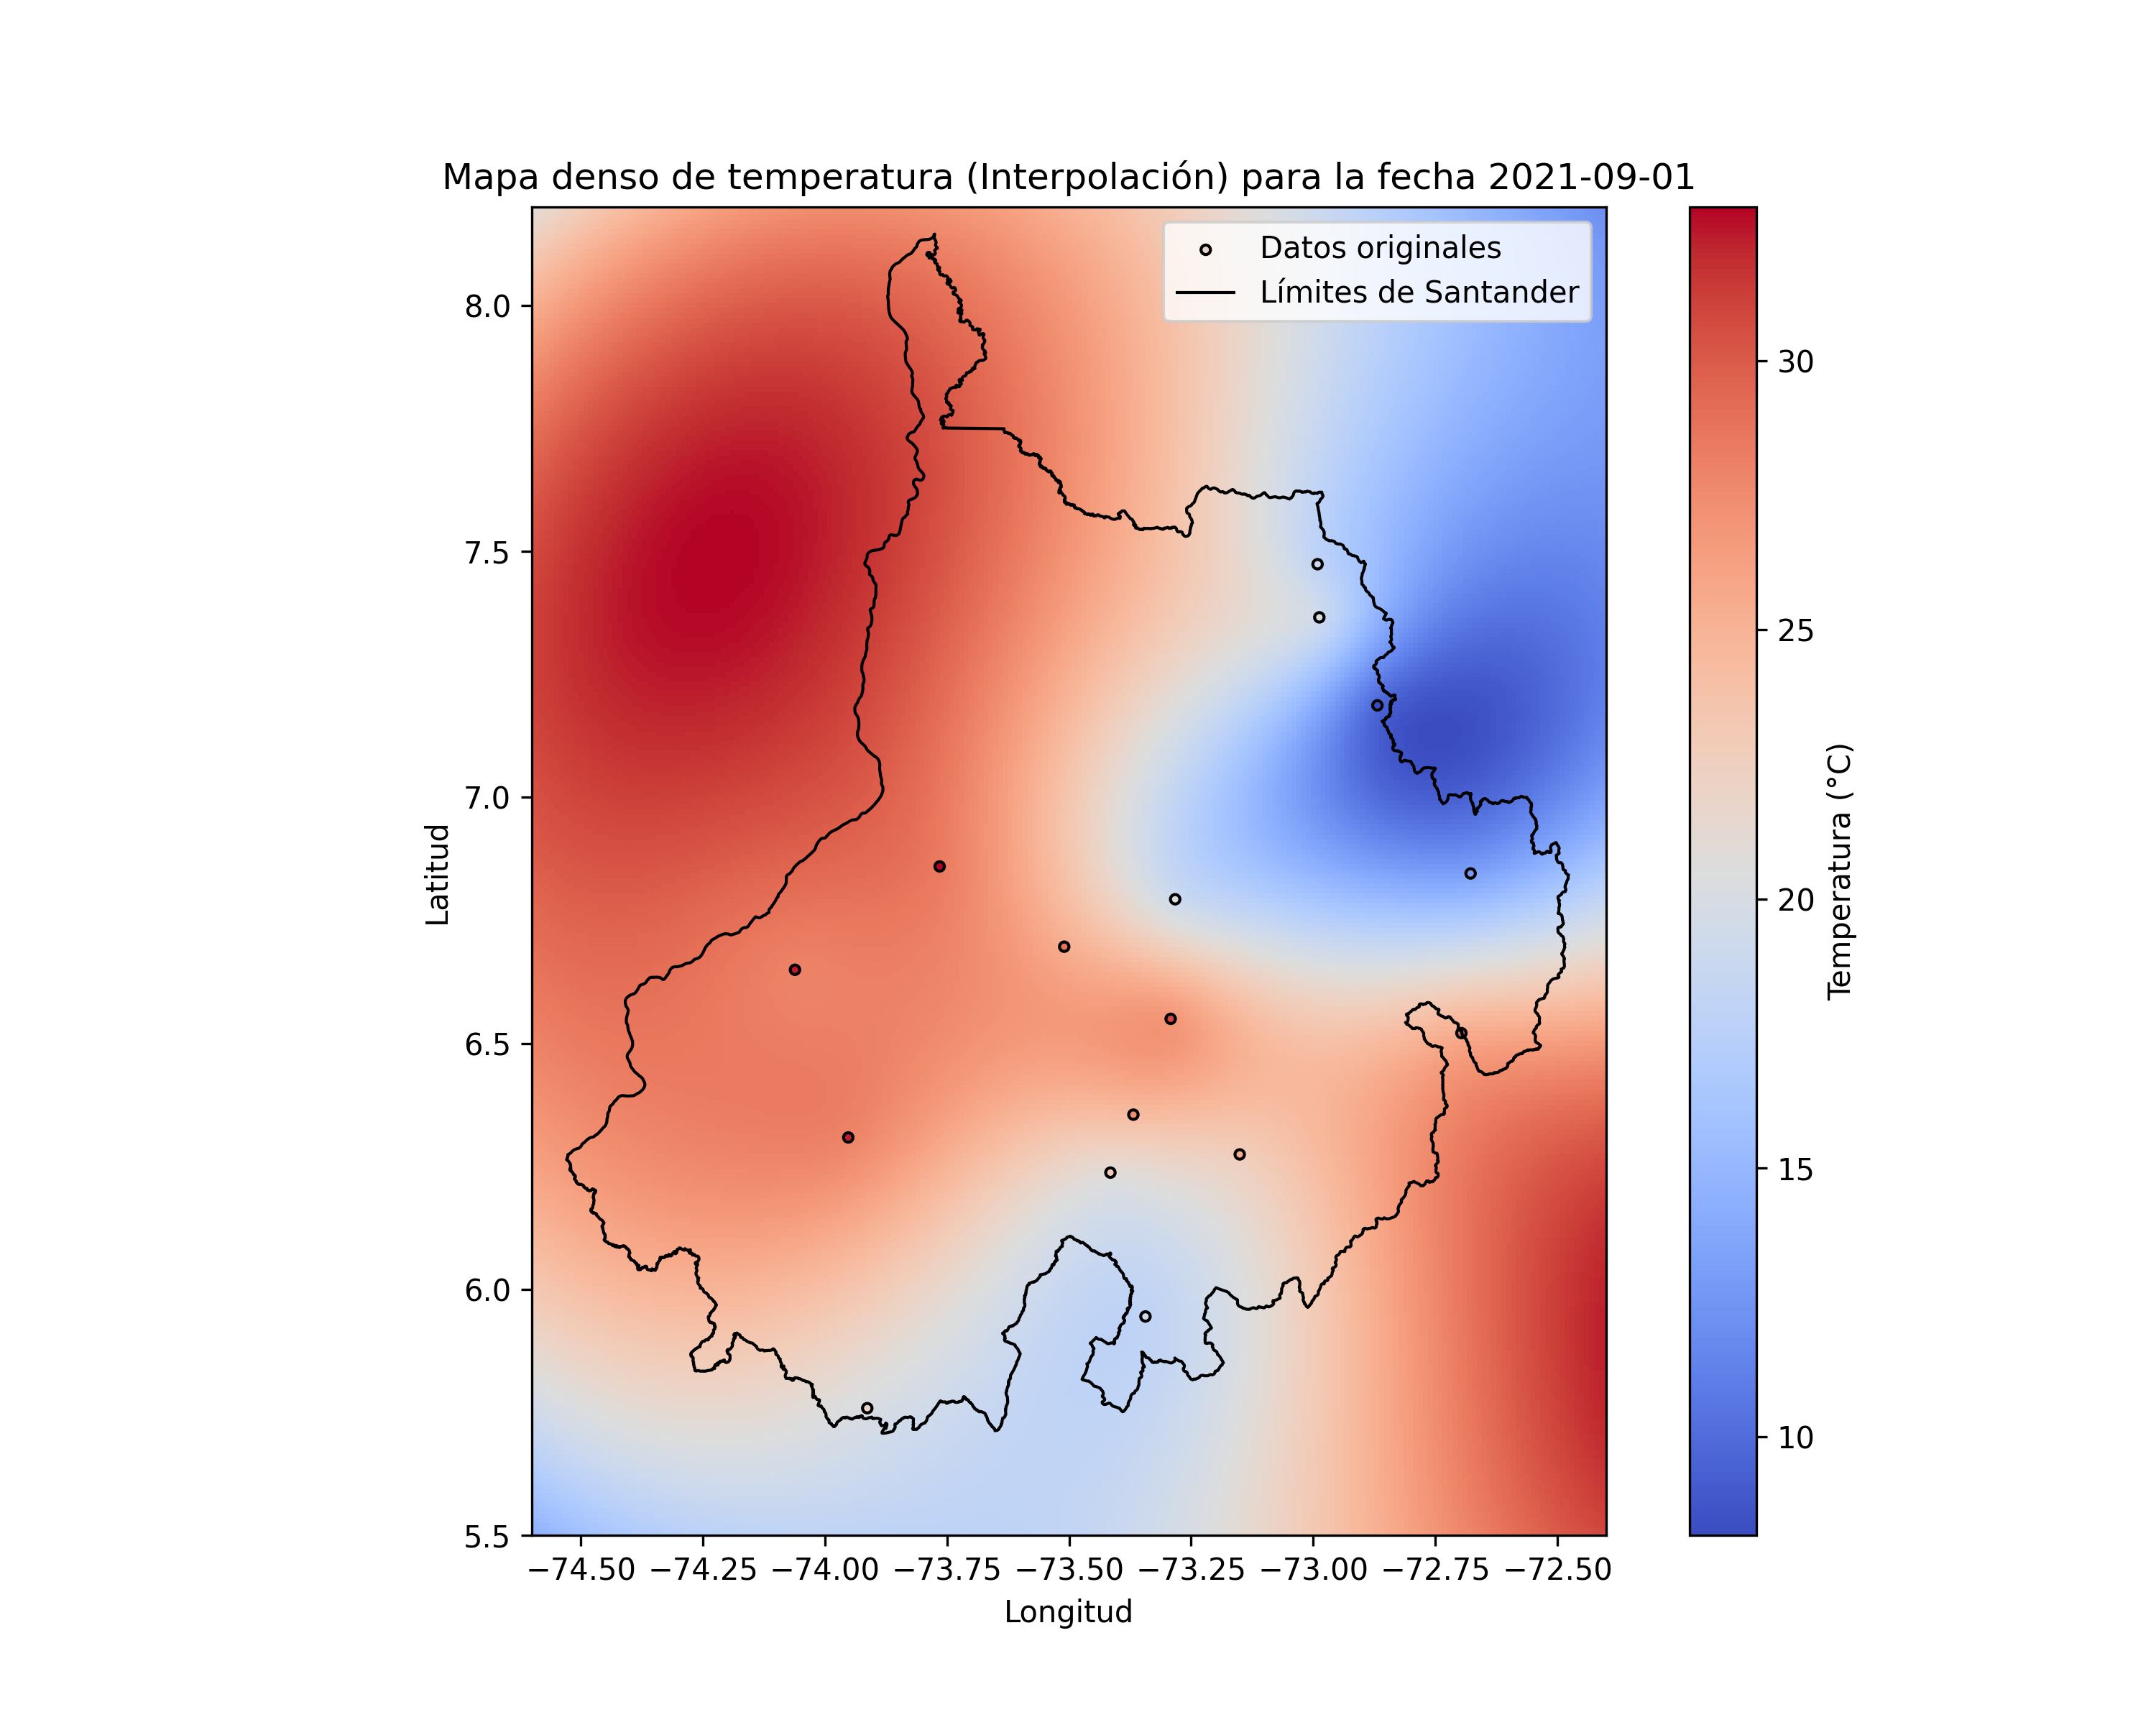 Mapa denso de temperatura (Interpolación) para la fecha 2021-09-01
Datos originales
Límites de Santander
8.0
7.5
7.0
6.5
6.0
5.5
Latitud
−74.50 −74.25 −74.00 −73.75 −73.50 −73.25 −73.00 −72.75 −72.50
Longitud
30
25
20
15
10
Temperatura (°C)